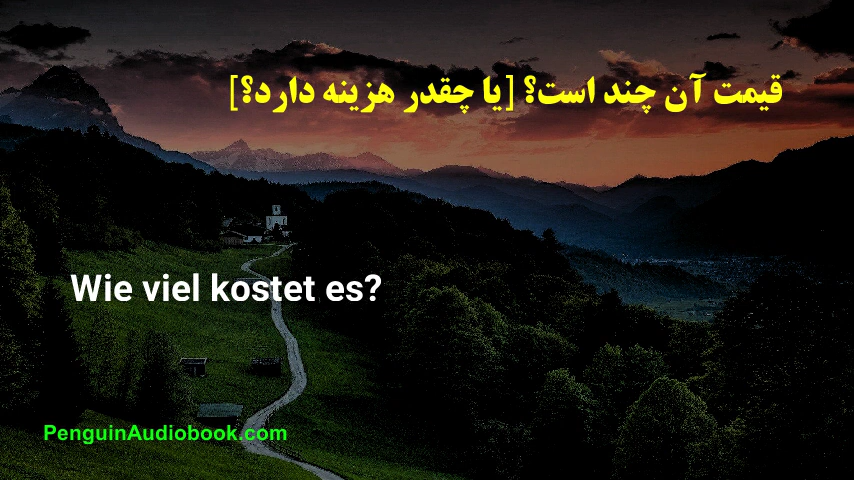 قیمت آن چند است؟ [یا چقدر هزینه دارد؟]
Wie viel kostet es?
PenguinAudiobook.com